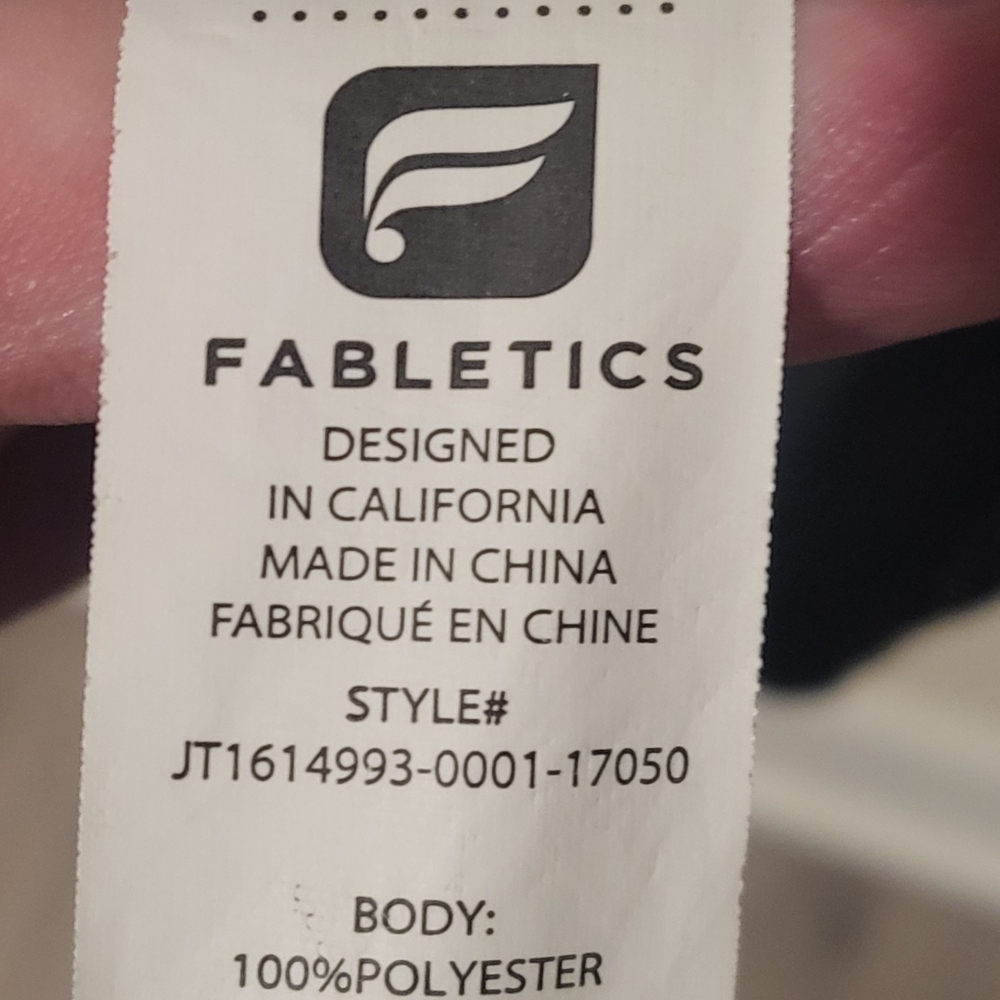 FABLETICS
DESIGNED
IN CALIFORNIA
MADE IN CHINA
FABRIQUÉ EN CHINE
STYLE#
JT1614993-0001-17050
BODY:
100%POLYESTER